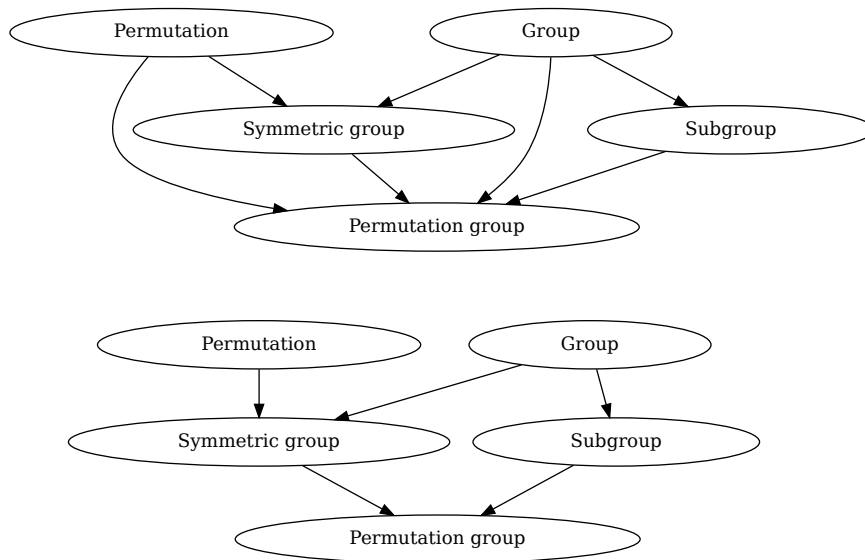 Permutation
Group
Symmetric group
Subgroup
Permutation group
Permutation
Group
Symmetric group
Subgroup
Permutation group